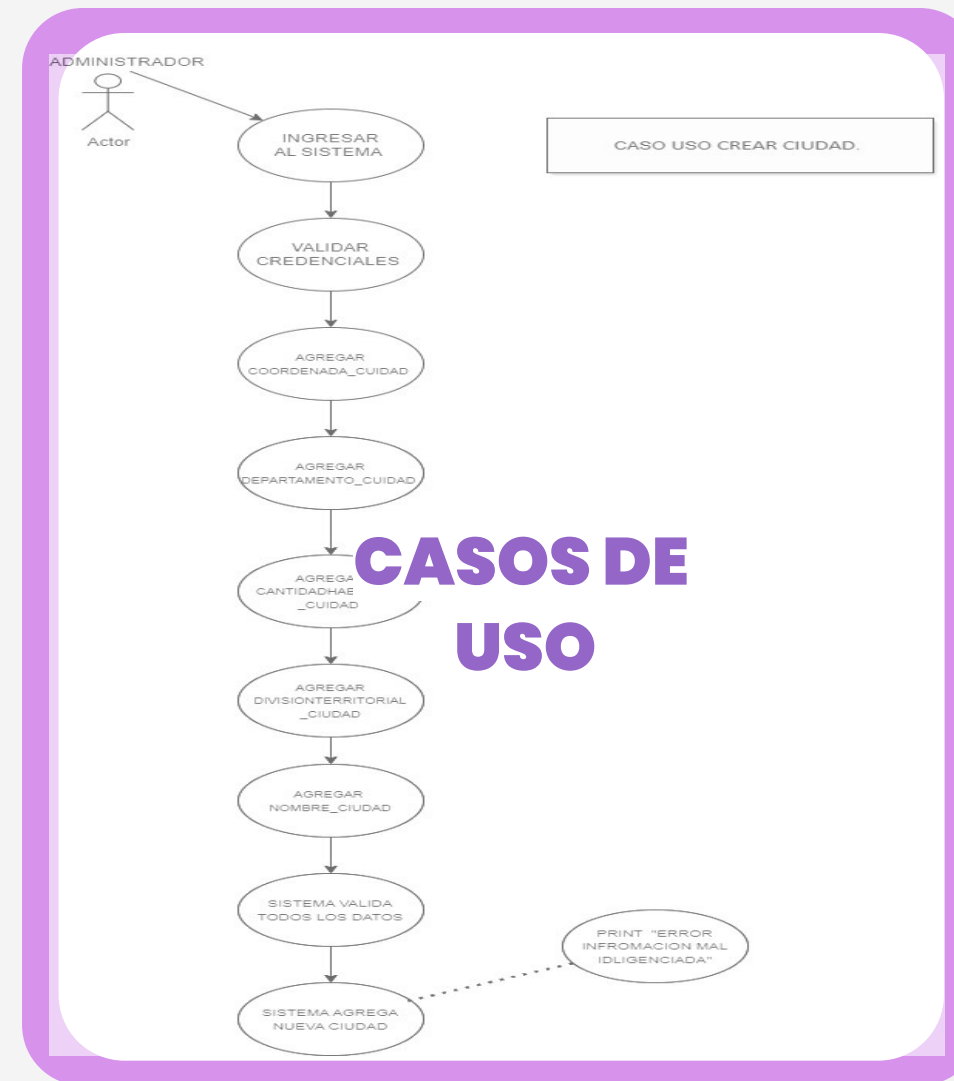 ADMINISTRADOR
Actor
INGRESAR
AL SISTEMA
CASO USO CREAR CIUDAD.
VALIDAR
CREDENCIALES
AGREGAR
COORDENADA_CUIDAD
AGREGAR
DEPARTAMENTO_CUIDAD
CASOS DE
USO
_CUIDAD
AGREGAR
DIVISIONTERRITORIAL
_CIUDAD
AGREGAR
NOMBRE_CIUDAD
SISTEMA VALIDA
TODOS LOS DATOS
PRINT "ERROR
INFROMACION MAL
IDLIGENCIADA"
SISTEMA AGREGA
NUEVA CIUDAD